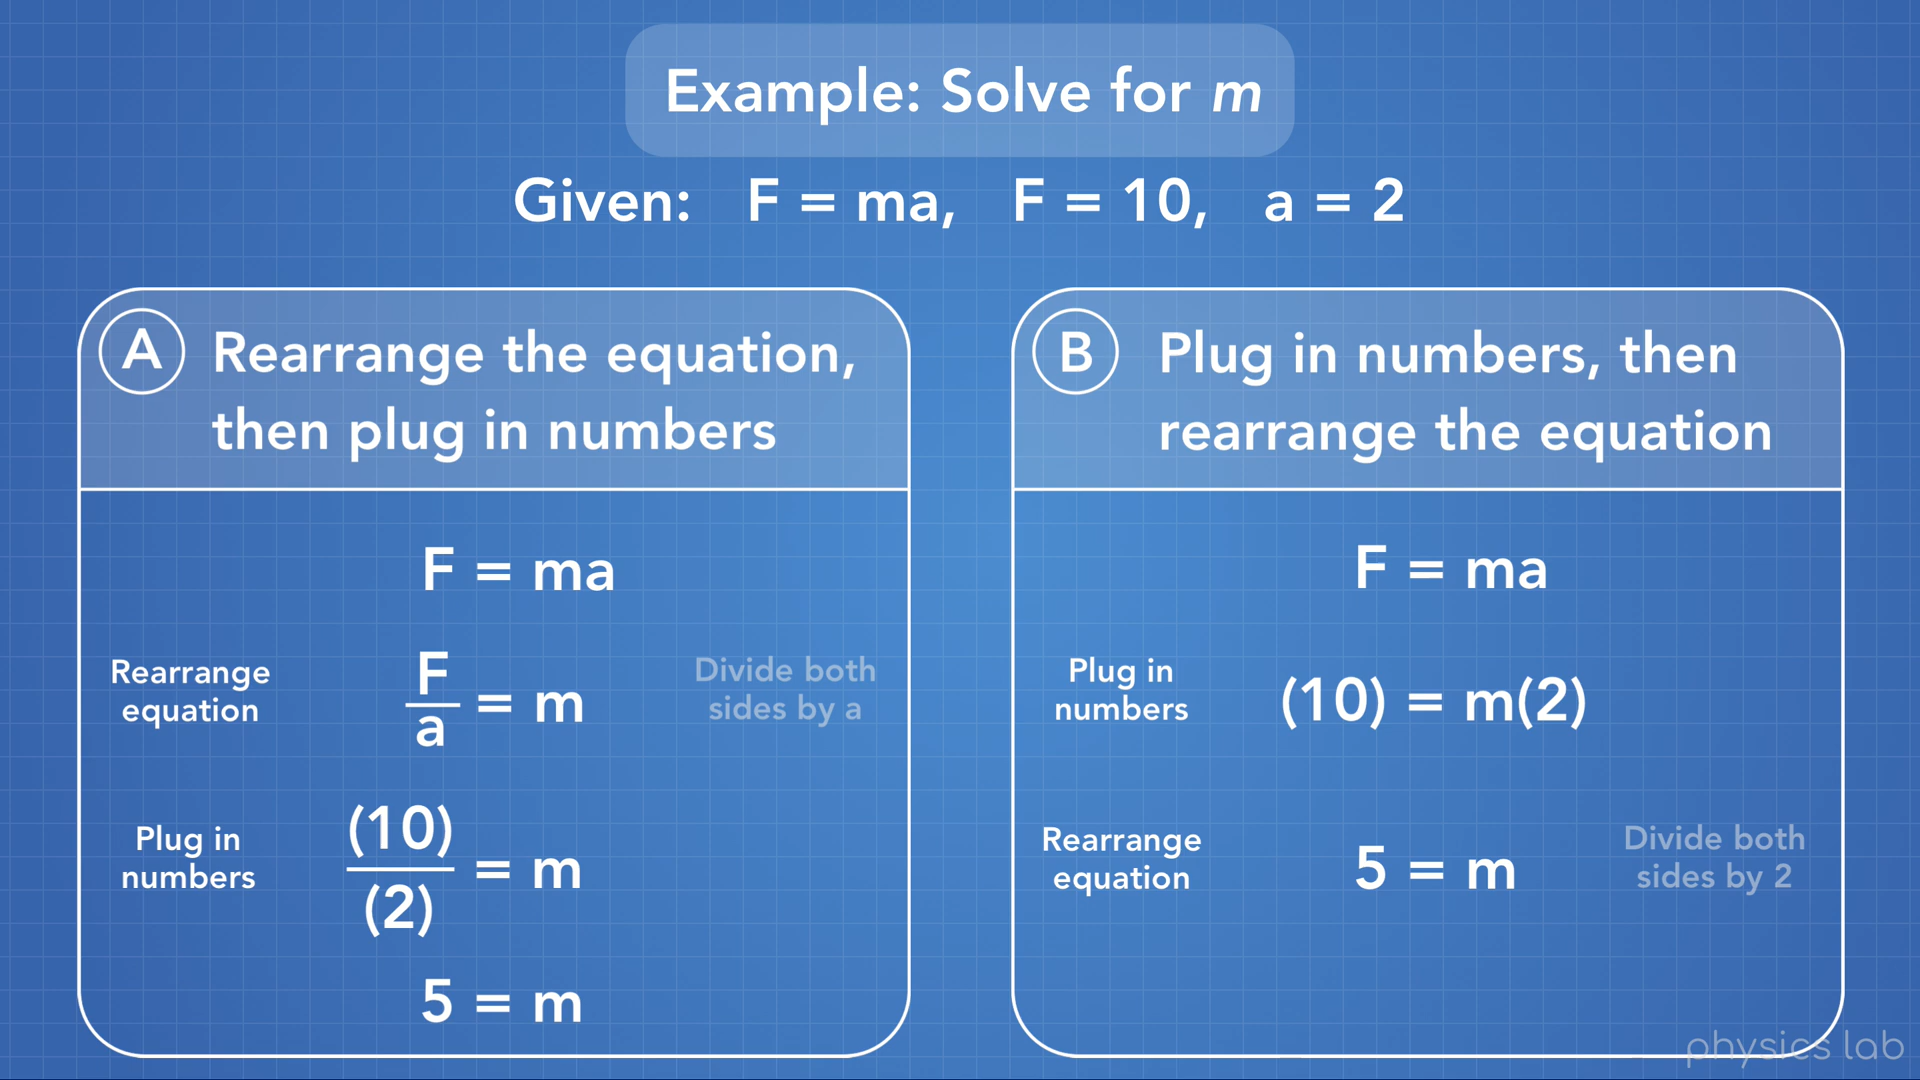 Example: Solve for m
Given: F = ma, F = 10, a = 2
A
Rearrange the equation,
then plug in numbers
F = ma
Rearrange
equation
F
a
= m
Divide both
sides by a
Plug in
numbers
(10)
(2)
= m
5 = m
B
Plug in numbers, then
rearrange the equation
F = ma
Plug in
numbers
(10) = m(2)
Rearrange
equation
5 = m
Divide both
sides by 2
physics lab